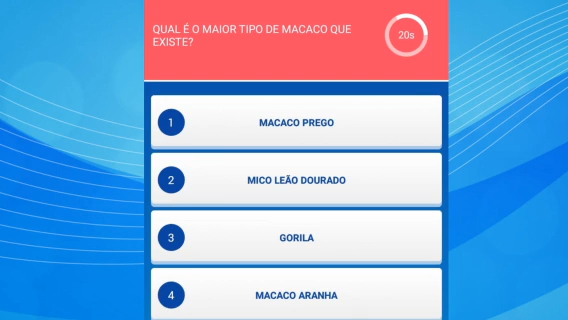 QUAL É O MAIOR TIPO DE MACACO QUE
EXISTE?
20s
1 MACACO PREGO
2 MICO LEÃO DOURADO
3 GORILA
4 MACACO ARANHA